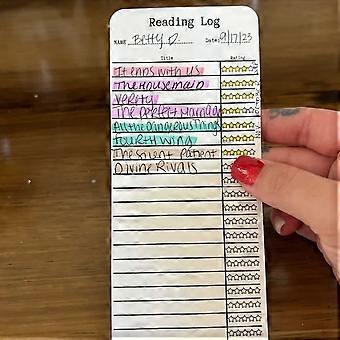 Reading Log
NAME Betty D. Date: 9/17/23
Title Rating
It ends with us
The Housemaid
Verity
The perfect Marriage
All the Dangerous Things
Fourth Wing
The silent patient
Divine Rivals